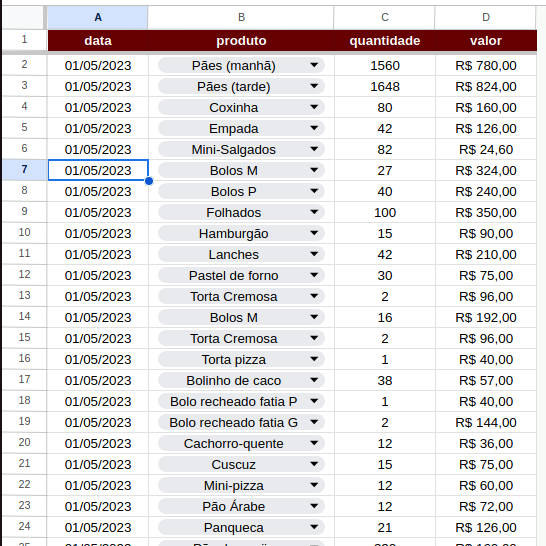 A B C D
1 data produto quantidade valor
2 01/05/2023 Pães (manhã) 1560 R$ 780,00
3 01/05/2023 Pães (tarde) 1648 R$ 824,00
4 01/05/2023 Coxinha 80 R$ 160,00
5 01/05/2023 Empada 42 R$ 126,00
6 01/05/2023 Mini-Salgados 82 R$ 24,60
7 01/05/2023 Bolos M 27 R$ 324,00
8 01/05/2023 Bolos P 40 R$ 240,00
9 01/05/2023 Folhados 100 R$ 350,00
10 01/05/2023 Hamburgão 15 R$ 90,00
11 01/05/2023 Lanches 42 R$ 210,00
12 01/05/2023 Pastel de forno 30 R$ 75,00
13 01/05/2023 Torta Cremosa 2 R$ 96,00
14 01/05/2023 Bolos M 16 R$ 192,00
15 01/05/2023 Torta Cremosa 2 R$ 96,00
16 01/05/2023 Torta pizza 1 R$ 40,00
17 01/05/2023 Bolinho de caco 38 R$ 57,00
18 01/05/2023 Bolo recheado fatia P 1 R$ 40,00
19 01/05/2023 Bolo recheado fatia G 2 R$ 144,00
20 01/05/2023 Cachorro-quente 12 R$ 36,00
21 01/05/2023 Cuscuz 15 R$ 75,00
22 01/05/2023 Mini-pizza 12 R$ 60,00
23 01/05/2023 Pão Árabe 12 R$ 72,00
24 01/05/2023 Panqueca 21 R$ 126,00